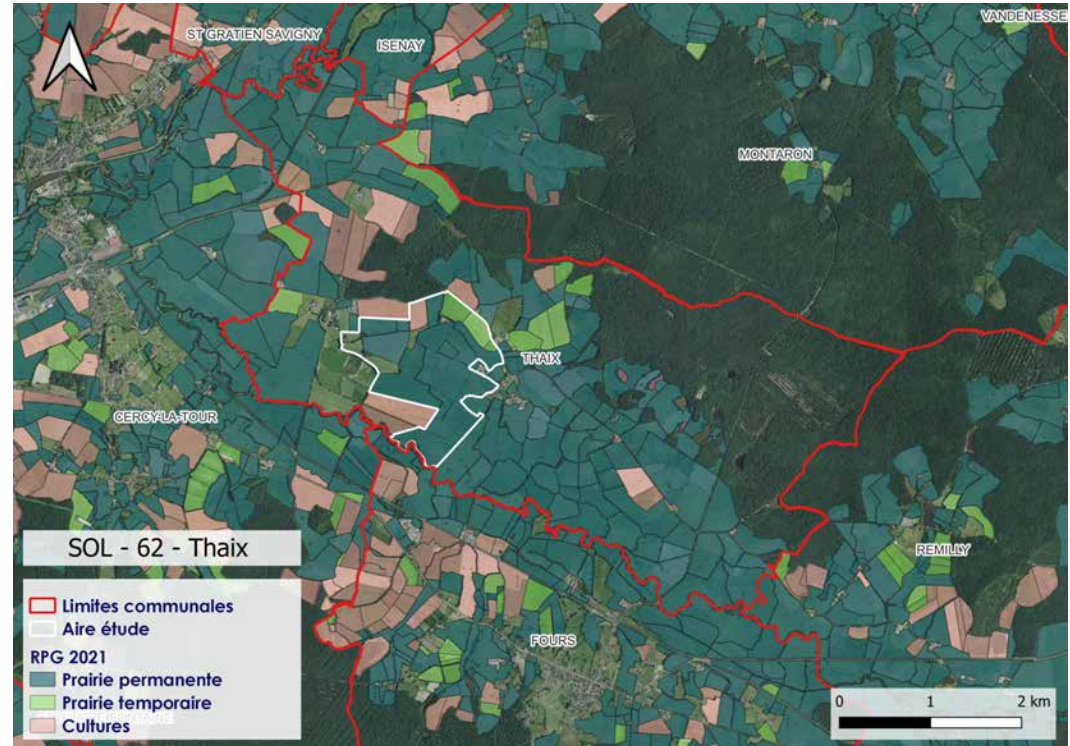 VANDENESSE
ST GRATIEN SAVIGNY
ISENAY
MONTARON
THAIX
CERCY-LA-TOUR
REMILLY
FOURS
SOL - 62 - Thaix
Limites communales
Aire étude
RPG 2021
Prairie permanente
Prairie temporaire
Cultures
0 1 2 km